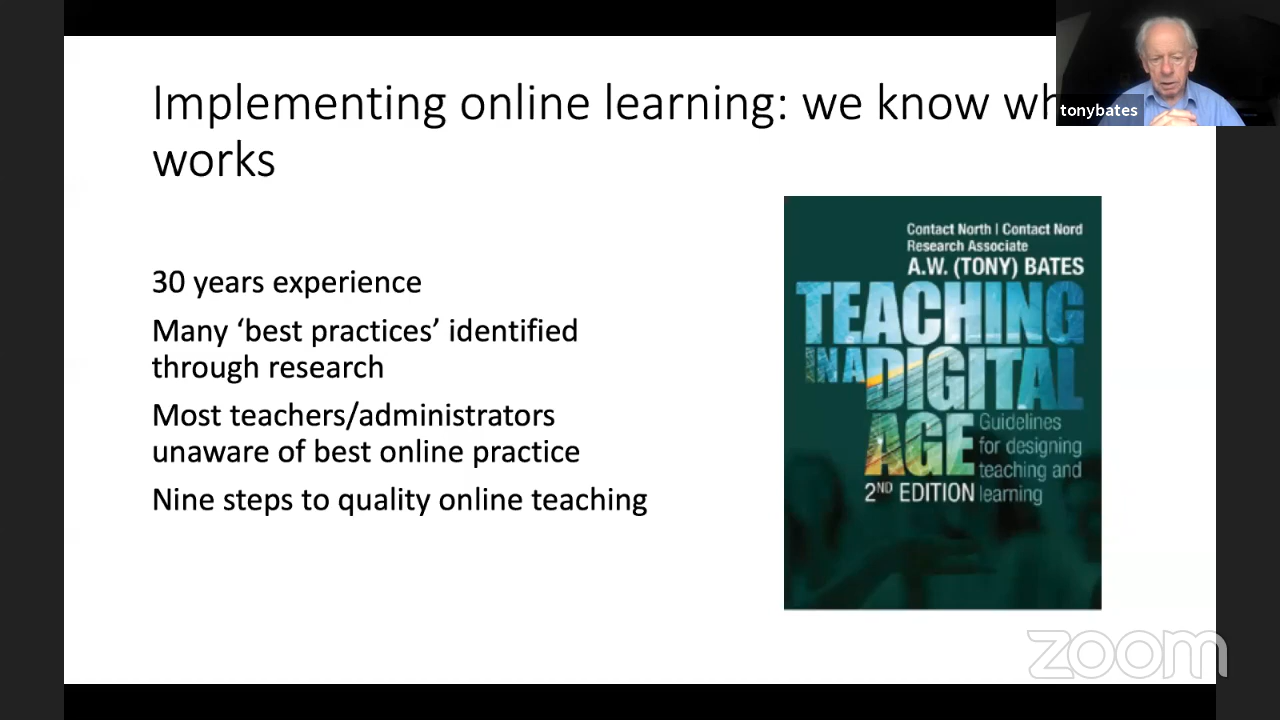 Implementing online learning: we know
works
tonybates
30 years experience
Many ‘best practices’ identified
through research
Most teachers/administrators
unaware of best online practice
Nine steps to quality online teaching
Contact North | Contact Nord
Research Associate
A.W. (TONY) BATES
TEACHING
IN A DIGITAL
AGE
Guidelines
for designing
teaching and
learning
2ND EDITION
zoom